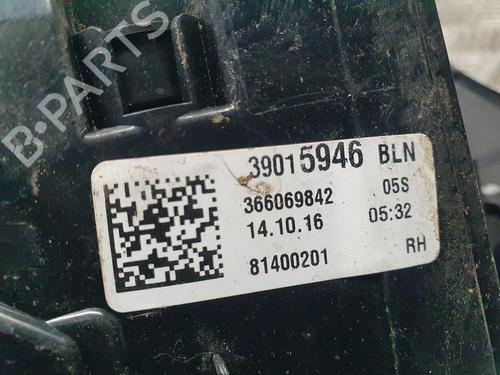 B-PARTS
39015946 BLN
366069842 05S
14.10.16 05:32
81400201 RH